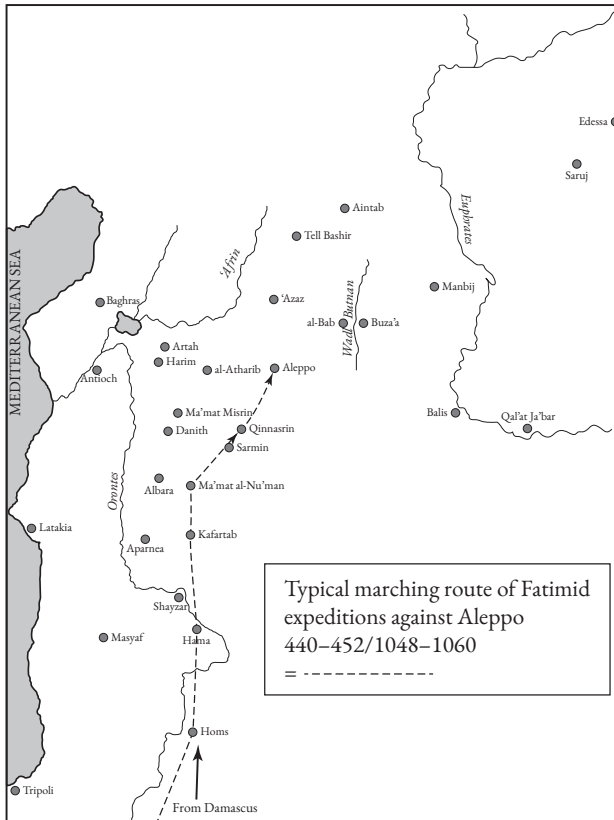 Edessa
Saruj
Aintab
Euphrates
Tell Bashir
'Afrin
MEDITERRANEAN SEA
Baghras
'Azaz
Manbij
Wadi Butnan
al-Bab
Buza'a
Artah
Harim
Antioch
al-Atharib
Aleppo
Ma'mat Misrin
Balis
Qal'at Ja'bar
Danith
Qinnasrin
Sarmin
Orontes
Albara
Ma'mat al-Nu'man
Latakia
Aparnea
Kafartab
Typical marching route of Fatimid
expeditions against Aleppo
440–452/1048–1060
= - - - - - - - - - - - - -
Shayzar
Masyaf
Hama
Homs
Tripoli
From Damascus